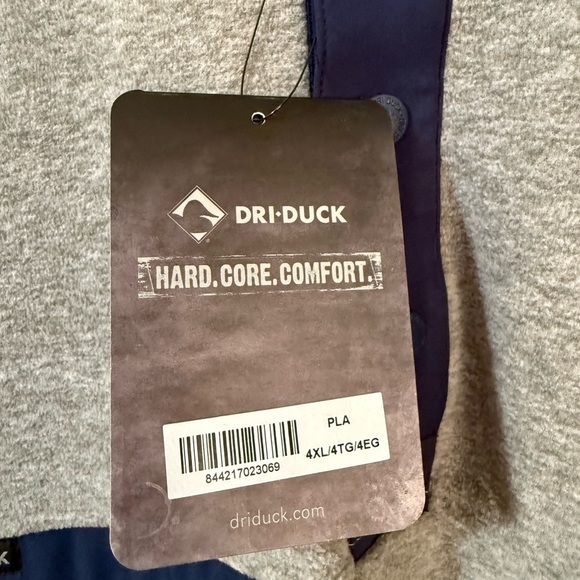 DRI•DUCK
HARD.CORE.COMFORT.
PLA
4XL/4TG/4EG
844217023069
driduck.com
K